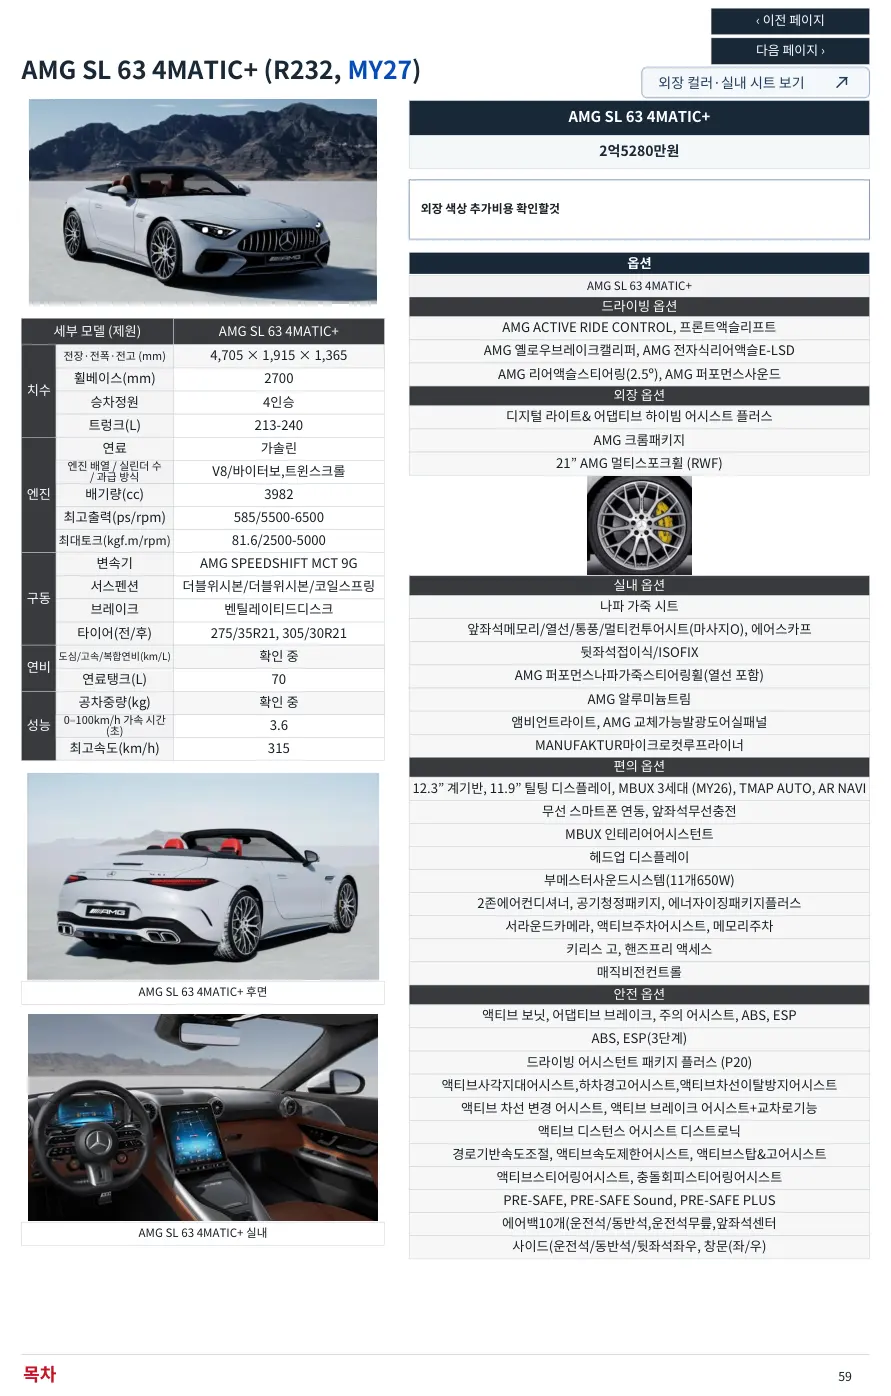 ‹ 이전 페이지
다음 페이지 ›
AMG SL 63 4MATIC+ (R232, MY27)
외장 컬러·실내 시트 보기
AMG SL 63 4MATIC+
2억5280만원
외장 색상 추가비용 확인할것
세부 모델 (제원) AMG SL 63 4MATIC+
치수
전장·전폭·전고 (mm) 4,705 × 1,915 × 1,365
휠베이스(mm) 2700
승차정원 4인승
트렁크(L) 213-240
엔진
연료 가솔린
엔진 배열 / 실린더 수
/ 과급 방식 V8/바이터보,트윈스크롤
배기량(cc) 3982
최고출력(ps/rpm) 585/5500-6500
최대토크(kgf.m/rpm) 81.6/2500-5000
구동
변속기 AMG SPEEDSHIFT MCT 9G
서스펜션 더블위시본/더블위시본/코일스프링
브레이크 벤틸레이티드디스크
타이어(전/후) 275/35R21, 305/30R21
연비
도심/고속/복합연비(km/L) 확인 중
연료탱크(L) 70
성능
공차중량(kg) 확인 중
0–100km/h 가속 시간
(초) 3.6
최고속도(km/h) 315
AMG
AMG SL 63 4MATIC+ 후면
AMG SL 63 4MATIC+ 실내
옵션
AMG SL 63 4MATIC+
드라이빙 옵션
AMG ACTIVE RIDE CONTROL, 프론트액슬리프트
AMG 옐로우브레이크캘리퍼, AMG 전자식리어액슬E-LSD
AMG 리어액슬스티어링(2.5º), AMG 퍼포먼스사운드
외장 옵션
디지털 라이트& 어댑티브 하이빔 어시스트 플러스
AMG 크롬패키지
21” AMG 멀티스포크휠 (RWF)
실내 옵션
나파 가죽 시트
앞좌석메모리/열선/통풍/멀티컨투어시트(마사지O), 에어스카프
뒷좌석접이식/ISOFIX
AMG 퍼포먼스나파가죽스티어링휠(열선 포함)
AMG 알루미늄트림
앰비언트라이트, AMG 교체가능발광도어실패널
MANUFAKTUR마이크로컷루프라이너
편의 옵션
12.3” 계기반, 11.9” 틸팅 디스플레이, MBUX 3세대 (MY26), TMAP AUTO, AR NAVI
무선 스마트폰 연동, 앞좌석무선충전
MBUX 인테리어어시스턴트
헤드업 디스플레이
부메스터사운드시스템(11개650W)
2존에어컨디셔너, 공기청정패키지, 에너자이징패키지플러스
서라운드카메라, 액티브주차어시스트, 메모리주차
키리스 고, 핸즈프리 액세스
매직비전컨트롤
안전 옵션
액티브 보닛, 어댑티브 브레이크, 주의 어시스트, ABS, ESP
ABS, ESP(3단계)
드라이빙 어시스턴트 패키지 플러스 (P20)
액티브사각지대어시스트,하차경고어시스트,액티브차선이탈방지어시스트
액티브 차선 변경 어시스트, 액티브 브레이크 어시스트+교차로기능
액티브 디스턴스 어시스트 디스트로닉
경로기반속도조절, 액티브속도제한어시스트, 액티브스탑&고어시스트
액티브스티어링어시스트, 충돌회피스티어링어시스트
PRE-SAFE, PRE-SAFE Sound, PRE-SAFE PLUS
에어백10개(운전석/동반석,운전석무릎,앞좌석센터
사이드(운전석/동반석/뒷좌석좌우, 창문(좌/우)
목차
59